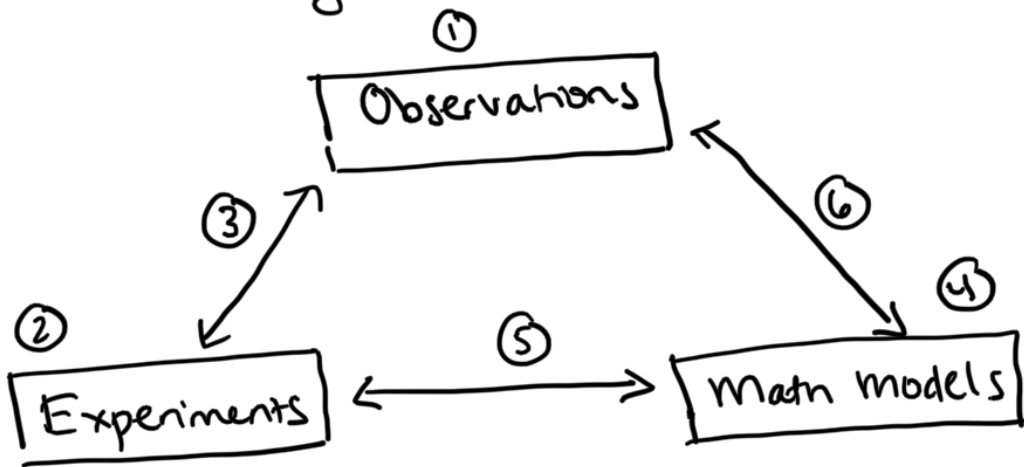 ①
Observations
③
⑥
②
⑤
④
Experiments
Math models